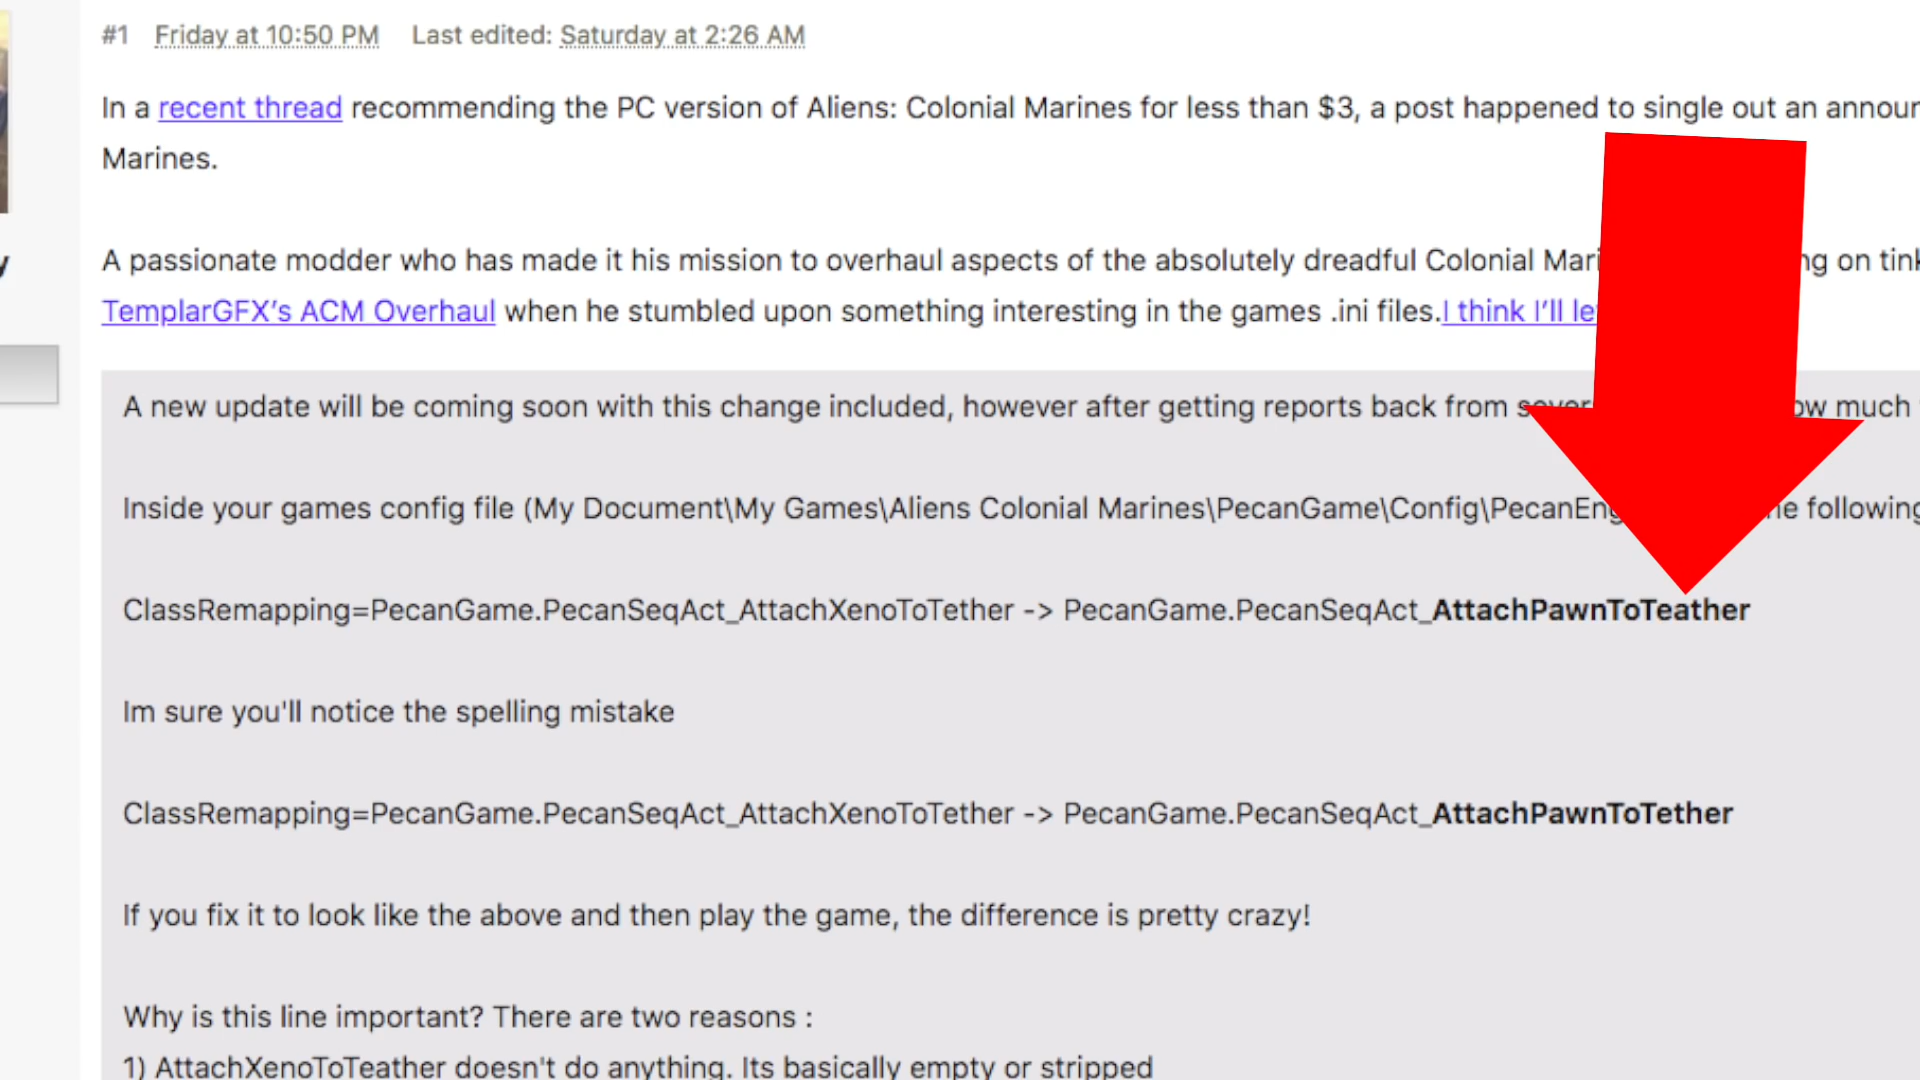 #1 Friday at 10:50 PM Last edited: Saturday at 2:26 AM
In a recent thread recommending the PC version of Aliens: Colonial Marines for less than $3, a post happened to single out an
Marines.
A passionate modder who has made it his mission to overhaul aspects of the absolutely dreadful Colonial on
TemplarGFX's ACM Overhaul when he stumbled upon something interesting in the games .ini files.I think I'll
A new update will be coming soon with this change included, however after getting reports back from much
Inside your games config file (My Document\My Games\Aliens Colonial Marines\PecanGame\Config\ following
ClassRemapping=PecanGame.PecanSeqAct_AttachXenoToTether -> PecanGame.PecanSeqAct_AttachPawnToTeather
Im sure you'll notice the spelling mistake
ClassRemapping=PecanGame.PecanSeqAct_AttachXenoToTether -> PecanGame.PecanSeqAct_AttachPawnToTether
If you fix it to look like the above and then play the game, the difference is pretty crazy!
Why is this line important? There are two reasons :
1) AttachXenoToTeather doesn't do anything. Its basically empty or stripped